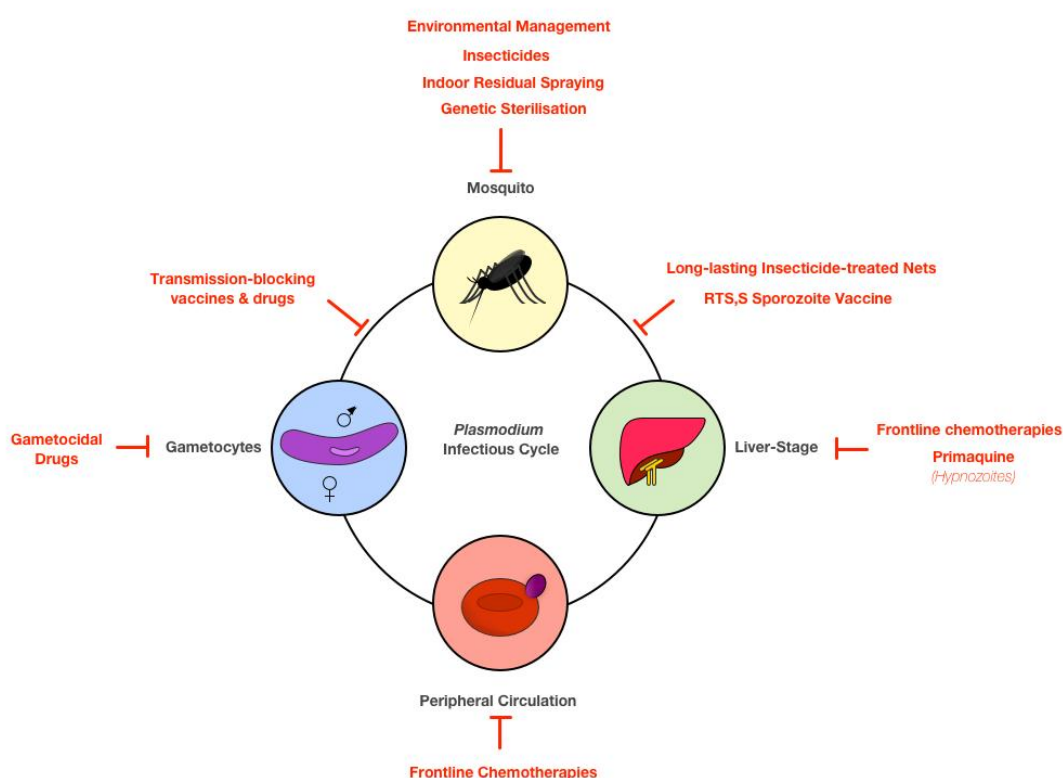 Environmental Management
Insecticides
Indoor Residual Spraying
Genetic Sterilisation
Mosquito
Transmission-blocking
vaccines & drugs
Long-lasting Insecticide-treated Nets
RTS,S Sporozoite Vaccine
Gametocidal
Drugs
Gametocytes
♂
♀
Plasmodium
Infectious Cycle
Liver-Stage
Frontline chemotherapies
Primaquine
(Hypnozoites)
Peripheral Circulation
Frontline Chemotherapies